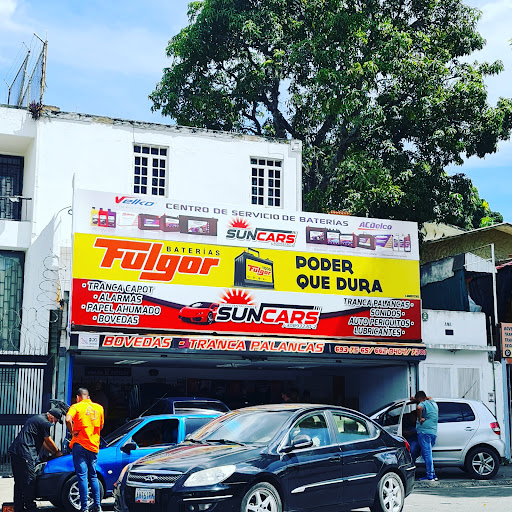 Veiko CENTRO DE SERVICIO DE BATERIAS ACDelco
SUNCARS
BATERIAS
Fulgor
Fulgor
PODER
QUE DURA
• TRANCA CAPOT
• ALARMAS
• PAPEL AHUMADO
• BOVEDAS
SUNCARS
TRANCA PALANCAS •
SONIDOS •
AUTO PERIQUITOS •
LUBRICANTES •
BOVEDAS TRANCA PALANCAS